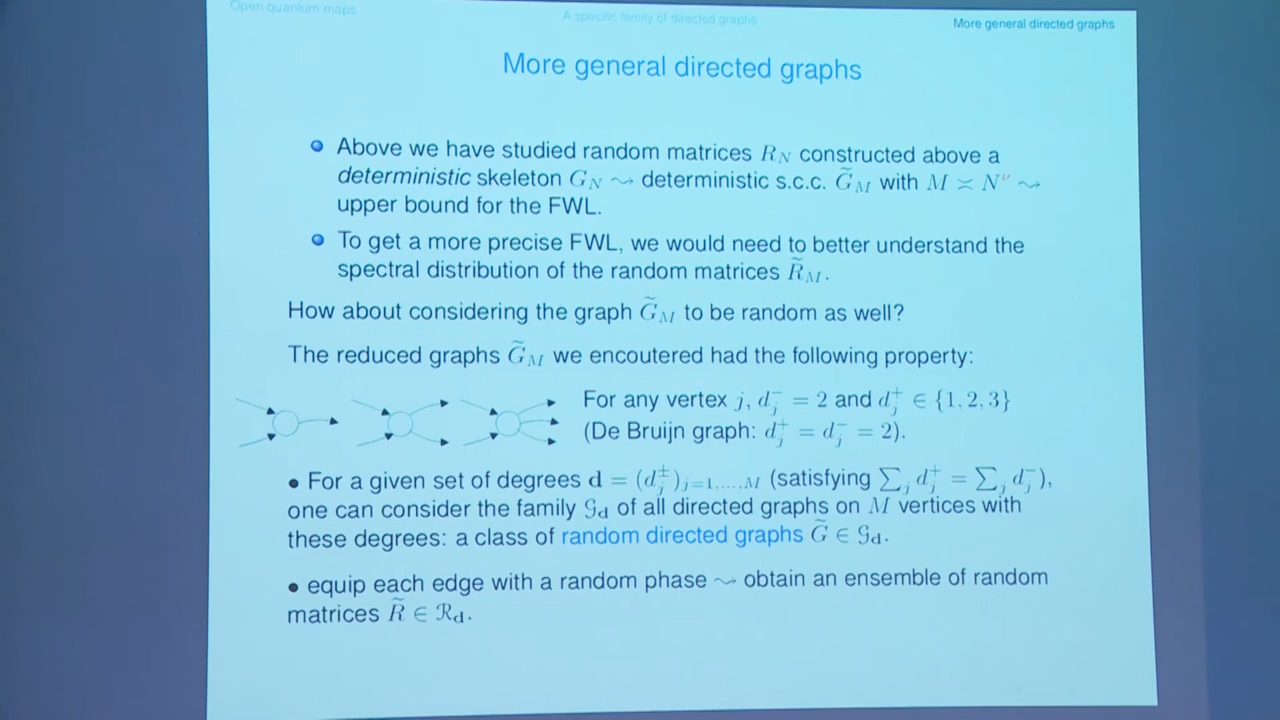 Open quantum maps
A specific family of directed graphs
More general directed graphs
More general directed graphs
Above we have studied random matrices R_N constructed above a
deterministic skeleton G_N ⇝ deterministic s.c.c. G̃_M with M ≍ N^ν ⇝
upper bound for the FWL.
To get a more precise FWL, we would need to better understand the
spectral distribution of the random matrices R̃_M.
How about considering the graph G̃_M to be random as well?
The reduced graphs G̃_M we encoutered had the following property:
For any vertex j, d_j^- = 2 and d_j^+ ∈ {1, 2, 3}
(De Bruijn graph: d_j^+ = d_j^- = 2).
• For a given set of degrees d = (d_j^±)_{j=1,...,M} (satisfying ∑_j d_j^+ = ∑_j d_j^-),
one can consider the family 𝒢_d of all directed graphs on M vertices with
these degrees: a class of random directed graphs G̃ ∈ 𝒢_d.
• equip each edge with a random phase ⇝ obtain an ensemble of random
matrices R̃ ∈ ℛ_d.